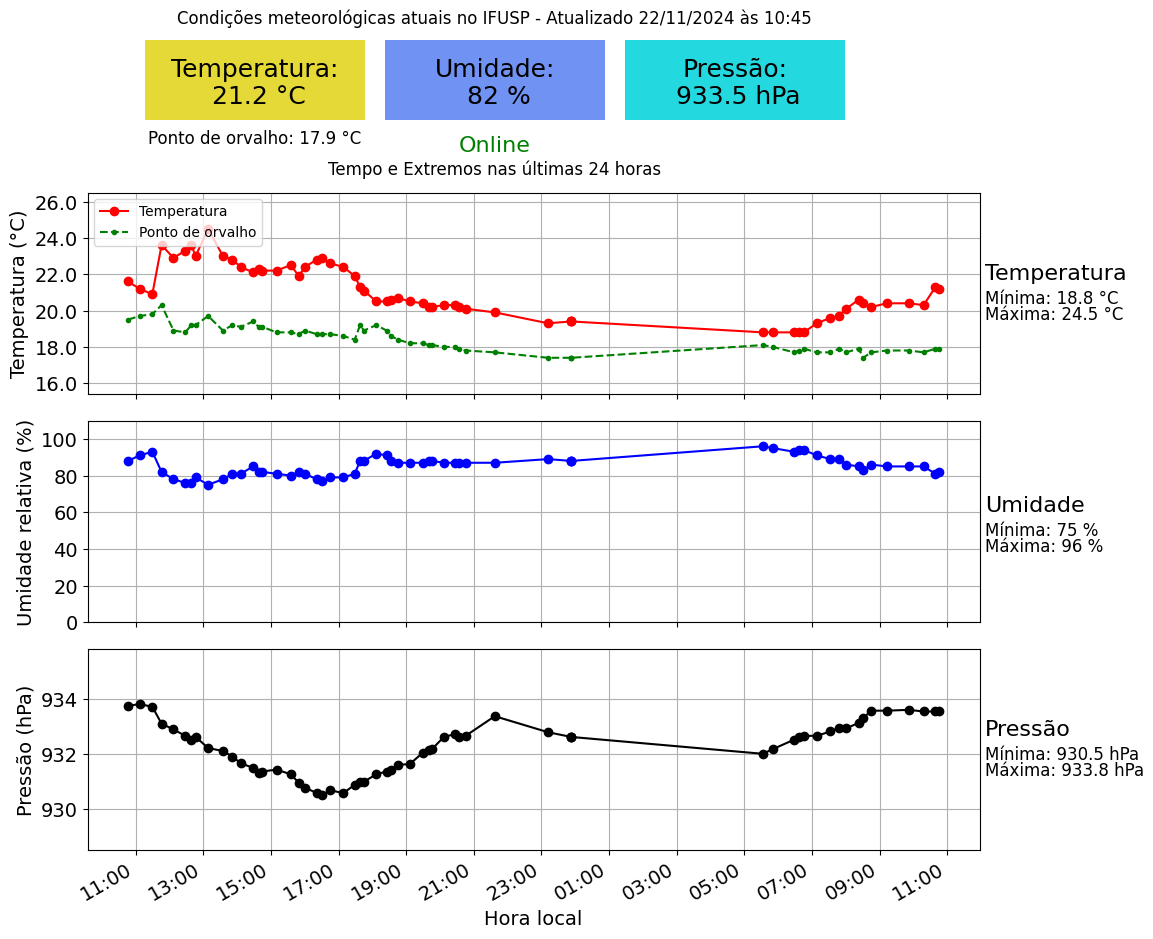 Condições meteorológicas atuais no IFUSP - Atualizado 22/11/2024 às 10:45
Temperatura:
21.2 °C
Umidade:
82 %
Pressão:
933.5 hPa
Ponto de orvalho: 17.9 °C
Online
Tempo e Extremos nas últimas 24 horas
Temperatura (°C)
26.0
24.0
22.0
20.0
18.0
16.0
Temperatura
Ponto de orvalho
Temperatura
Mínima: 18.8 °C
Máxima: 24.5 °C
Umidade relativa (%)
100
80
60
40
20
0
Umidade
Mínima: 75 %
Máxima: 96 %
Pressão (hPa)
934
932
930
Pressão
Mínima: 930.5 hPa
Máxima: 933.8 hPa
11:00 13:00 15:00 17:00 19:00 21:00 23:00 01:00 03:00 05:00 07:00 09:00 11:00
Hora local